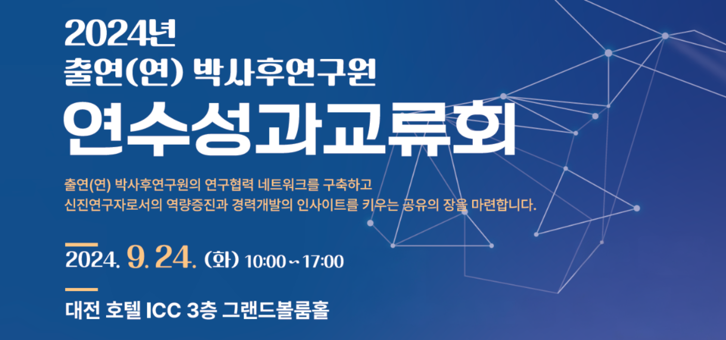 2024년
출연(연) 박사후연구원
연수성과교류회
출연(연) 박사후연구원의 연구협력 네트워크를 구축하고
신진연구자로서의 역량증진과 경력개발의 인사이트를 키우는 공유의 장을 마련합니다.
2024. 9. 24. (화) 10:00~17:00
대전 호텔 ICC 3층 그랜드볼룸홀